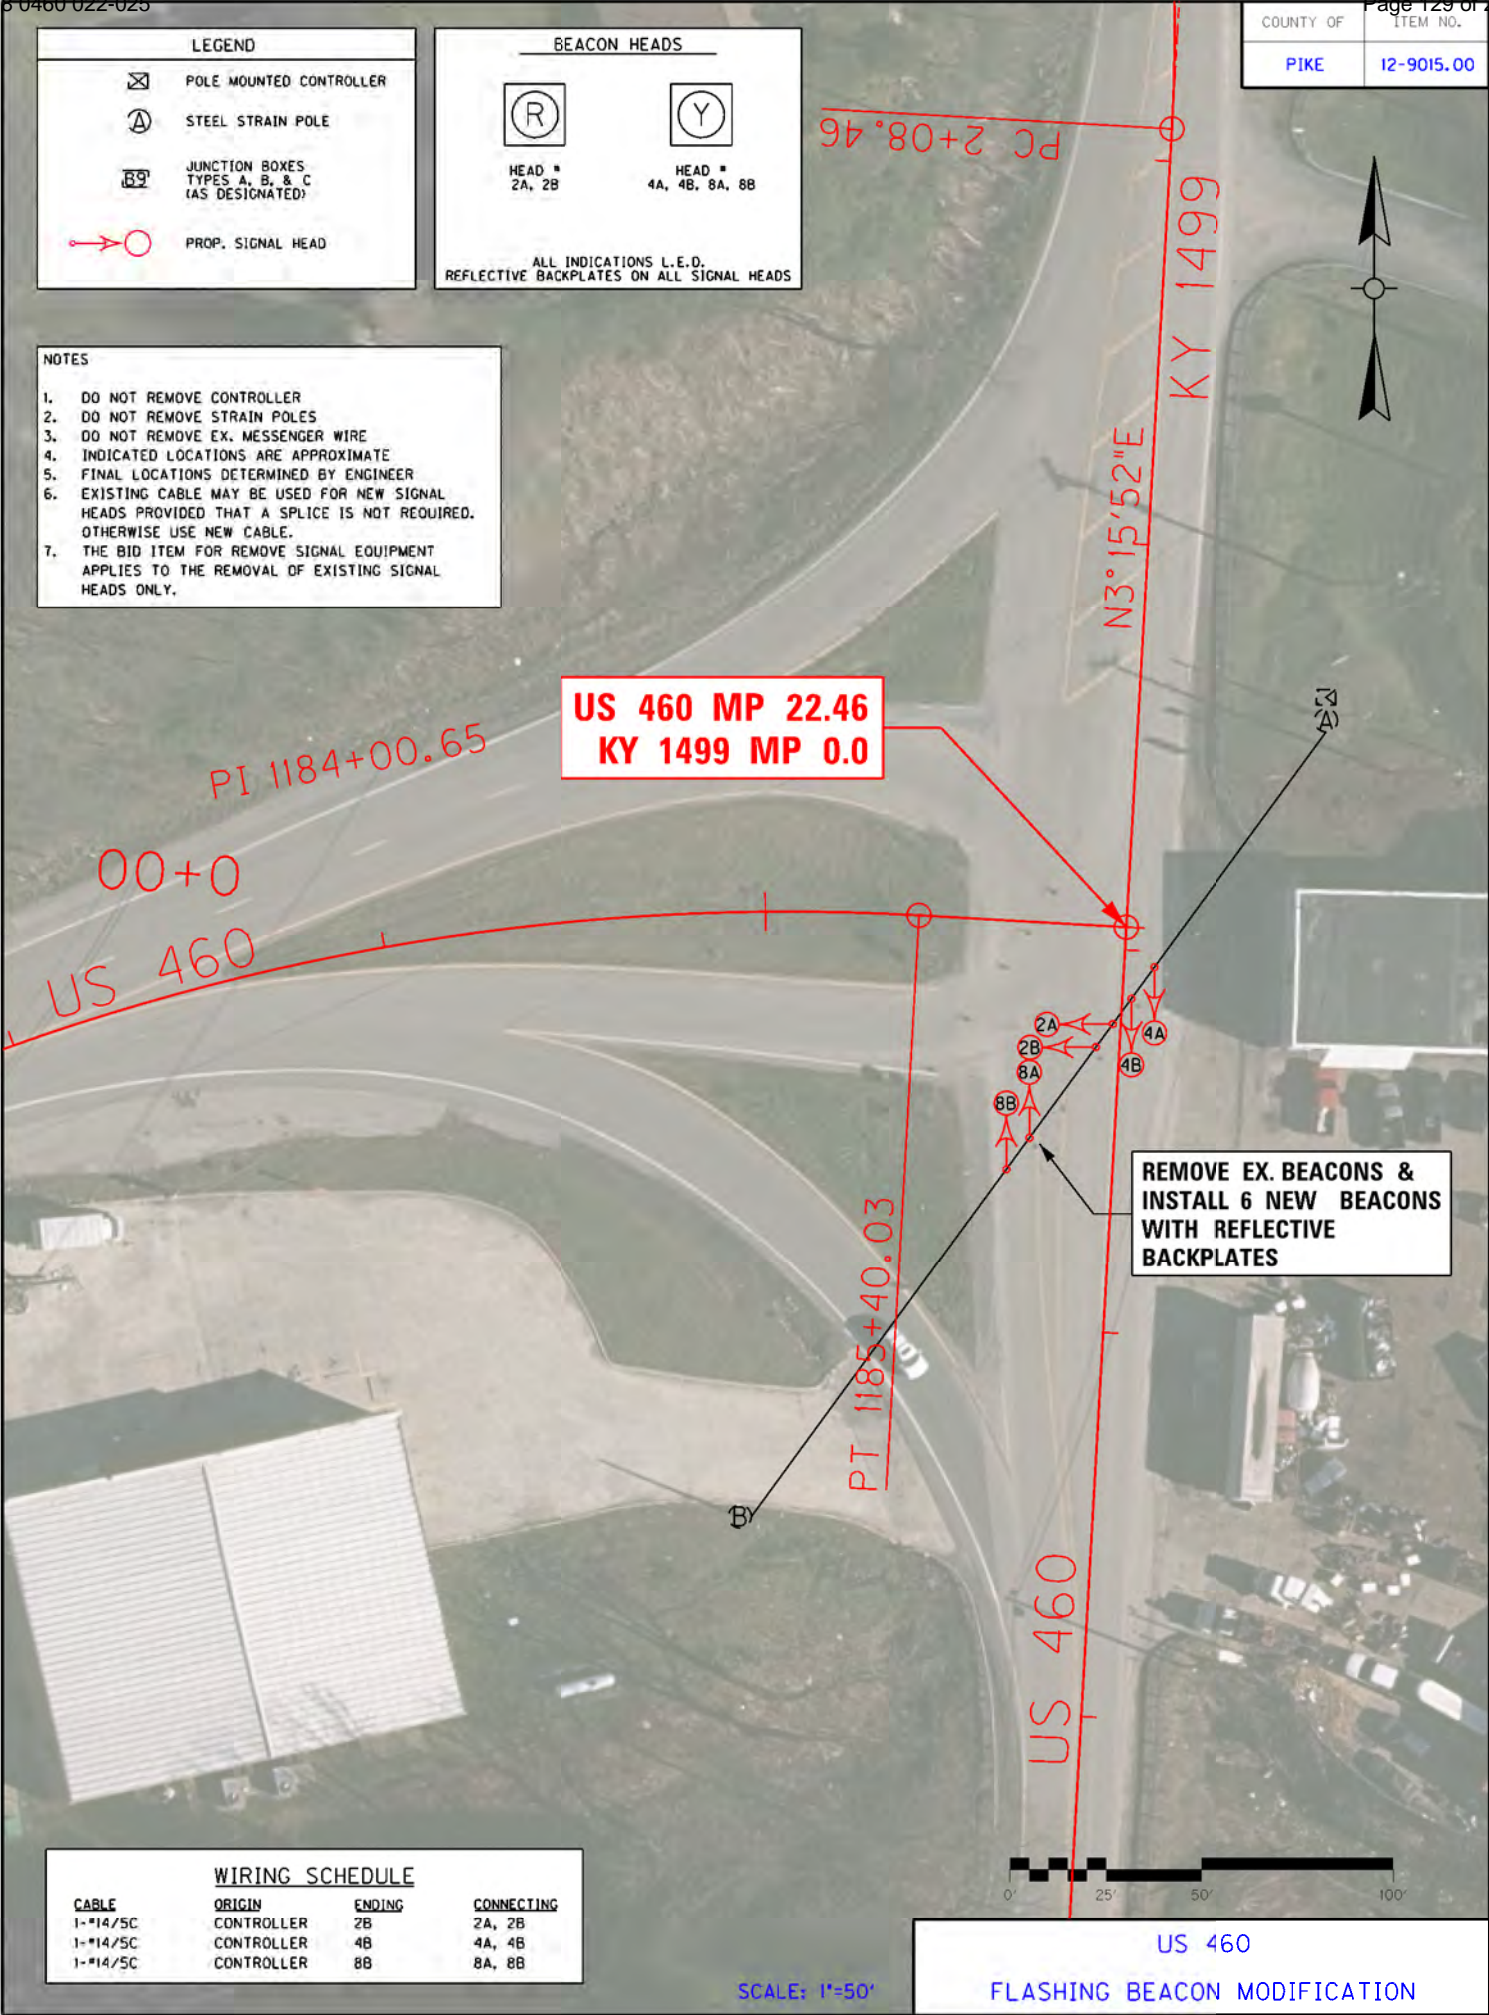 0460 022-025
Page 129 of
COUNTY OF
ITEM NO.
PIKE
12-9015.00
LEGEND
POLE MOUNTED CONTROLLER
A
STEEL STRAIN POLE
B9
JUNCTION BOXES
TYPES A, B, & C
(AS DESIGNATED)
PROP. SIGNAL HEAD
BEACON HEADS
R
Y
HEAD #
2A, 2B
HEAD #
4A, 4B, 8A, 8B
ALL INDICATIONS L.E.D.
REFLECTIVE BACKPLATES ON ALL SIGNAL HEADS
NOTES
1. DO NOT REMOVE CONTROLLER
2. DO NOT REMOVE STRAIN POLES
3. DO NOT REMOVE EX. MESSENGER WIRE
4. INDICATED LOCATIONS ARE APPROXIMATE
5. FINAL LOCATIONS DETERMINED BY ENGINEER
6. EXISTING CABLE MAY BE USED FOR NEW SIGNAL
HEADS PROVIDED THAT A SPLICE IS NOT REQUIRED.
OTHERWISE USE NEW CABLE.
7. THE BID ITEM FOR REMOVE SIGNAL EQUIPMENT
APPLIES TO THE REMOVAL OF EXISTING SIGNAL
HEADS ONLY.
PC 2+08.46
KY 1499
N3°15'52"E
US 460 MP 22.46
KY 1499 MP 0.0
(A)
PI 1184+00.65
00+0
US 460
2A
2B
8A
8B
4A
4B
REMOVE EX. BEACONS &
INSTALL 6 NEW BEACONS
WITH REFLECTIVE
BACKPLATES
PT 1185+40.03
(B)
US 460
WIRING SCHEDULE
CABLE ORIGIN ENDING CONNECTING
1-#14/5C CONTROLLER 2B 2A, 2B
1-#14/5C CONTROLLER 4B 4A, 4B
1-#14/5C CONTROLLER 8B 8A, 8B
0' 25' 50' 100'
SCALE: 1"=50'
US 460
FLASHING BEACON MODIFICATION